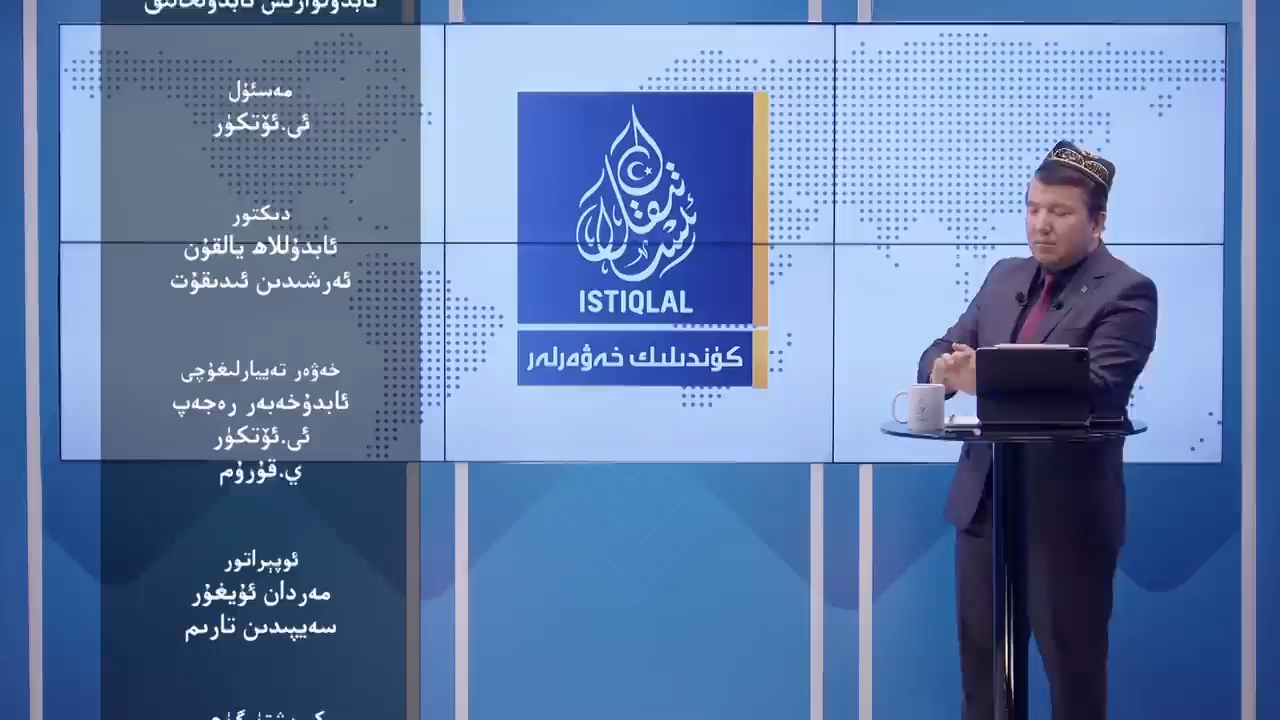 مەسئۇل
ئى.ئۆتكۈر
دىكتور
ئابدۇللاھ يالقۇن
ئەرشىدىن ئىدىقۇت
خەۋەر تەييارلىغۇچى
ئابدۇخەبەر رەجەپ
ئى.ئۆتكۈر
ي.قۇرۇم
ئوپېراتور
مەردان ئۇيغۇر
سەيپىدىن تارىم
ئىستىقلال
ISTIQLAL
كۈندىلىك خەۋەرلەر